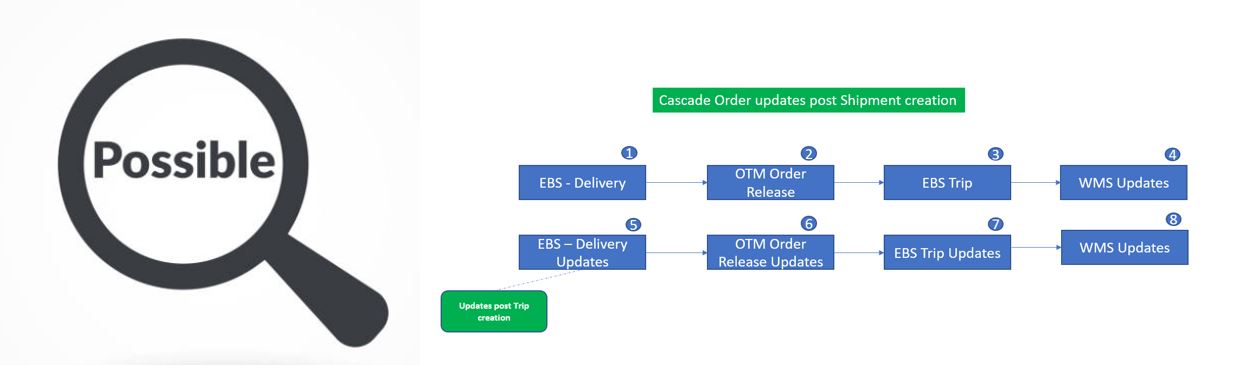 Possible
Cascade Order updates post Shipment creation
1
2
3
4
EBS - Delivery
OTM Order
Release
EBS Trip
WMS Updates
5
6
7
8
EBS – Delivery
Updates
OTM Order
Release Updates
EBS Trip Updates
WMS Updates
Updates post Trip
creation